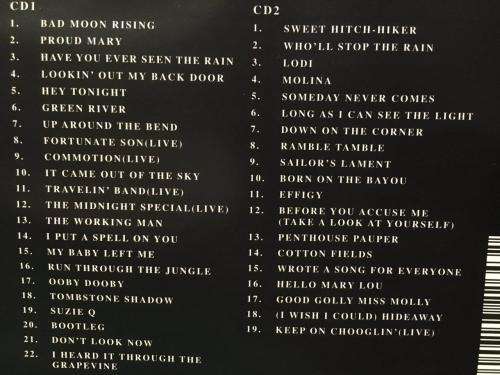 CD1
1. BAD MOON RISING
2. PROUD MARY
3. HAVE YOU EVER SEEN THE RAIN
4. LOOKIN' OUT MY BACK DOOR
5. HEY TONIGHT
6. GREEN RIVER
7. UP AROUND THE BEND
8. FORTUNATE SON(LIVE)
9. COMMOTION(LIVE)
10. IT CAME OUT OF THE SKY
11. TRAVELIN' BAND(LIVE)
12. THE MIDNIGHT SPECIAL(LIVE)
13. THE WORKING MAN
14. I PUT A SPELL ON YOU
15. MY BABY LEFT ME
16. RUN THROUGH THE JUNGLE
17. OOBY DOOBY
18. TOMBSTONE SHADOW
19. SUZIE Q
20. BOOTLEG
21. DON'T LOOK NOW
22. I HEARD IT THROUGH THE
GRAPEVINE
CD2
1. SWEET HITCH-HIKER
2. WHO'LL STOP THE RAIN
3. LODI
4. MOLINA
5. SOMEDAY NEVER COMES
6. LONG AS I CAN SEE THE LIGHT
7. DOWN ON THE CORNER
8. RAMBLE TAMBLE
9. SAILOR'S LAMENT
10. BORN ON THE BAYOU
11. EFFIGY
12. BEFORE YOU ACCUSE ME
(TAKE A LOOK AT YOURSELF)
13. PENTHOUSE PAUPER
14. COTTON FIELDS
15. WROTE A SONG FOR EVERYONE
16. HELLO MARY LOU
17. GOOD GOLLY MISS MOLLY
18. (I WISH I COULD) HIDEAWAY
19. KEEP ON CHOOGLIN'(LIVE)